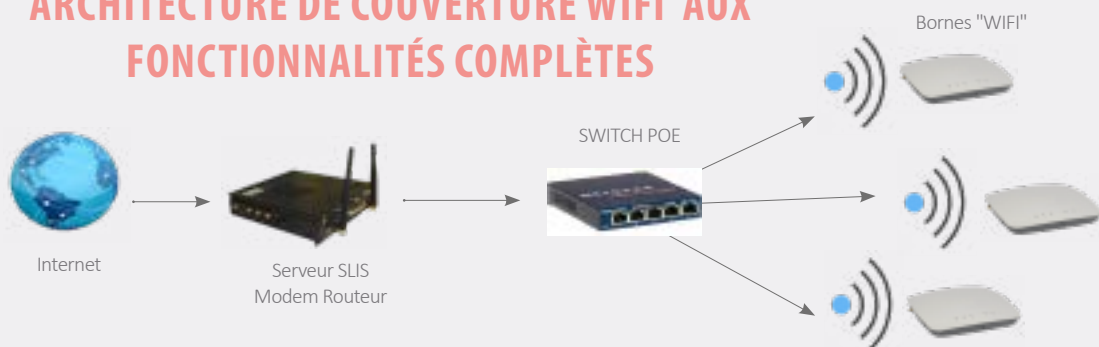 ARCHITECTURE DE COUVERTURE WIFI AUX
FONCTIONNALITÉS COMPLÈTES
Bornes "WIFI"
SWITCH POE
Internet
Serveur SLIS
Modem Routeur